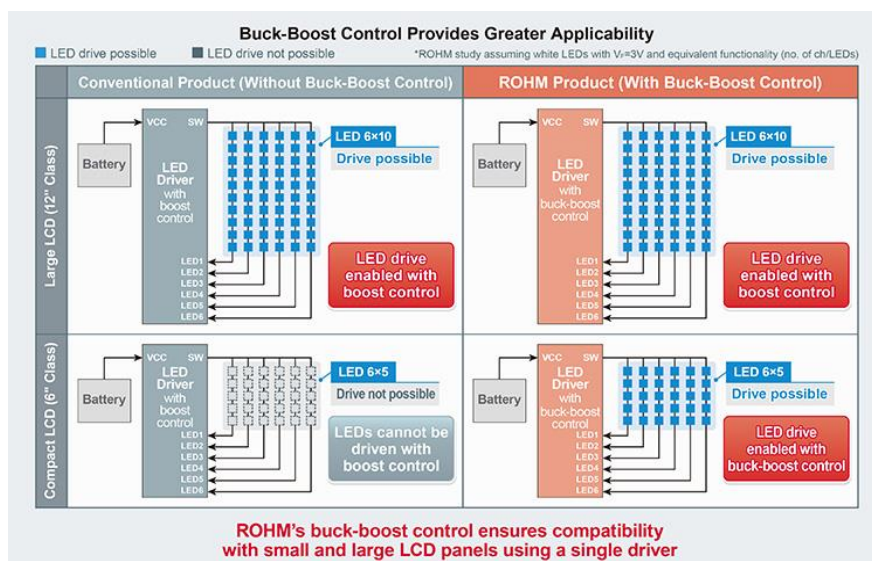 Buck-Boost Control Provides Greater Applicability
LED drive possible
LED drive not possible
*ROHM study assuming white LEDs with VF=3V and equivalent functionality (no. of ch/LEDs)
Conventional Product (Without Buck-Boost Control)
ROHM Product (With Buck-Boost Control)
Large LCD (12" Class)
Battery
VCC SW
LED
Driver
with
boost
control
LED1
LED2
LED3
LED4
LED5
LED6
LED 6×10
Drive possible
LED drive
enabled with
boost control
Battery
VCC SW
LED
Driver
with
buck-boost
control
LED1
LED2
LED3
LED4
LED5
LED6
LED 6×10
Drive possible
LED drive
enabled with
boost control
Compact LCD (6" Class)
Battery
VCC SW
LED
Driver
with
boost
control
LED1
LED2
LED3
LED4
LED5
LED6
LED 6×5
Drive not possible
LEDs cannot be
driven with
boost control
Battery
VCC SW
LED
Driver
with
buck-boost
control
LED1
LED2
LED3
LED4
LED5
LED6
LED 6×5
Drive possible
LED drive
enabled with
buck-boost control
ROHM's buck-boost control ensures compatibility
with small and large LCD panels using a single driver